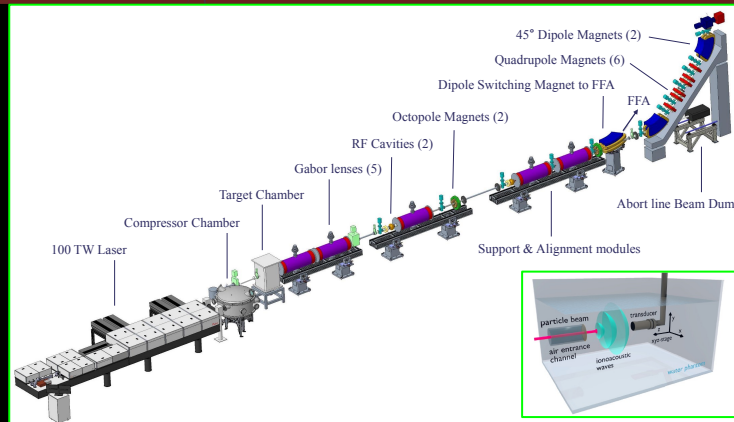 45° Dipole Magnets (2)
Quadrupole Magnets (6)
Dipole Switching Magnet to FFA
FFA
Octopole Magnets (2)
RF Cavities (2)
Gabor lenses (5)
Target Chamber
Compressor Chamber
100 TW Laser
Abort line Beam Dum
Support & Alignment modules
particle beam
air entrance
channel
ionoacoustic
waves
transducer
y
z
x
xyz-stage
water phantom